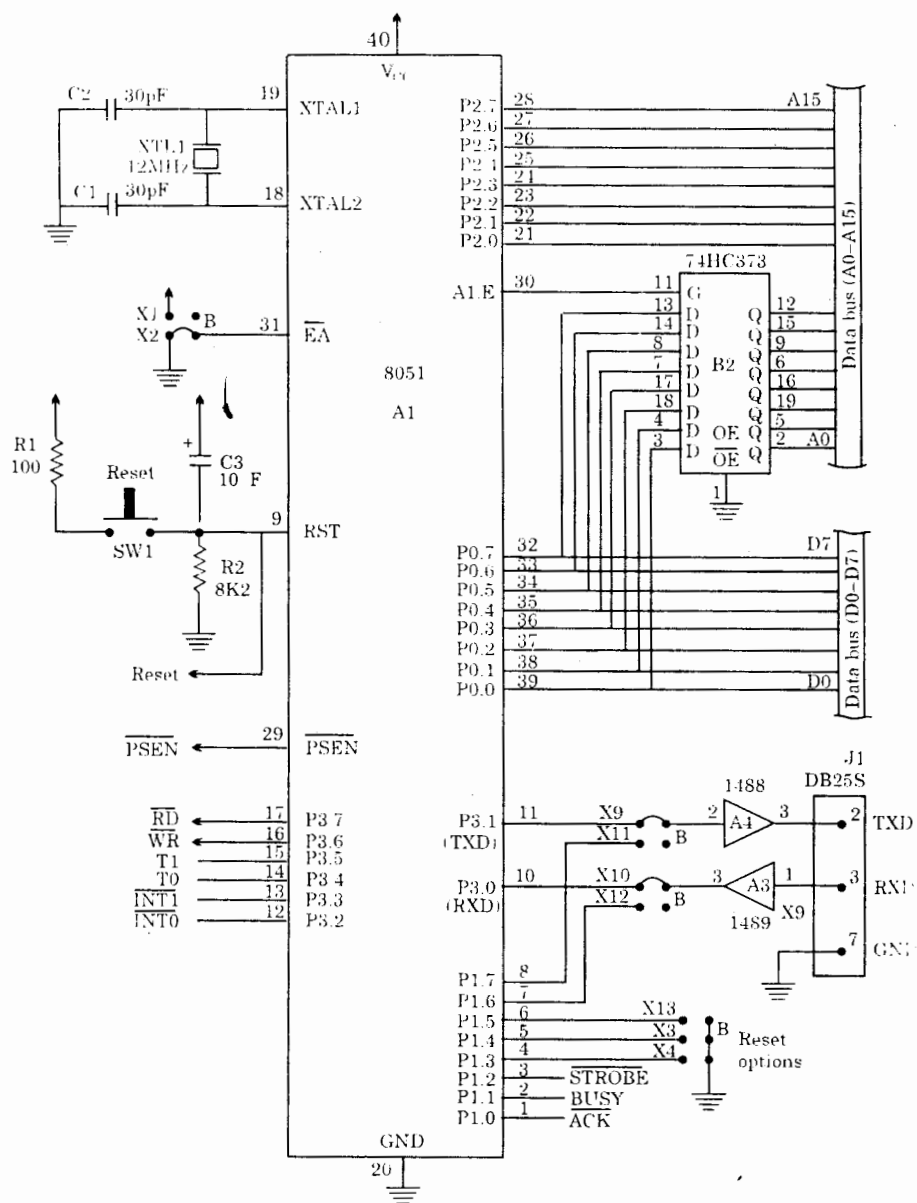 40
Vcc
C2 30pF 19 XTAL1
XTL1
12MHz
C1 30pF 18 XTAL2
X1
X2 B 31 EA
8051
A1
R1
100
Reset
SW1
+
C3
10 F
9 RST
R2
8K2
Reset
29
PSEN PSEN
RD 17 P3.7
WR 16 P3.6
T1 15 P3.5
T0 14 P3.4
INT1 13 P3.3
INT0 12 P3.2
GND
20
P2.7 28 A15
P2.6 27
P2.5 26
P2.4 25
P2.3 24
P2.2 23
P2.1 22
P2.0 21
Data bus (A0–A15)
74HC373
A1.E 30 11 G
13 D Q 12
14 D Q 15
8 D Q 9
7 D B2 Q 6
17 D Q 16
18 D Q 19
4 D OE Q 5
3 D OE Q 2 A0
1
P0.7 32 D7
P0.6 33
P0.5 34
P0.4 35
P0.3 36
P0.2 37
P0.1 38
P0.0 39 D0
Data bus (D0–D7)
J1
DB25S
1488
P3.1 11 X9 2 A4 3 2 TXD
(TXD) X11 B
P3.0 10 X10 3 A3 1 3
(RXD) X12 B 1489 X9
7
P1.7 8
P1.6 7
P1.5 6 X13
P1.4 5 X3 B Reset
P1.3 4 X4 options
P1.2 3 STROBE
P1.1 2 BUSY
P1.0 1 ACK